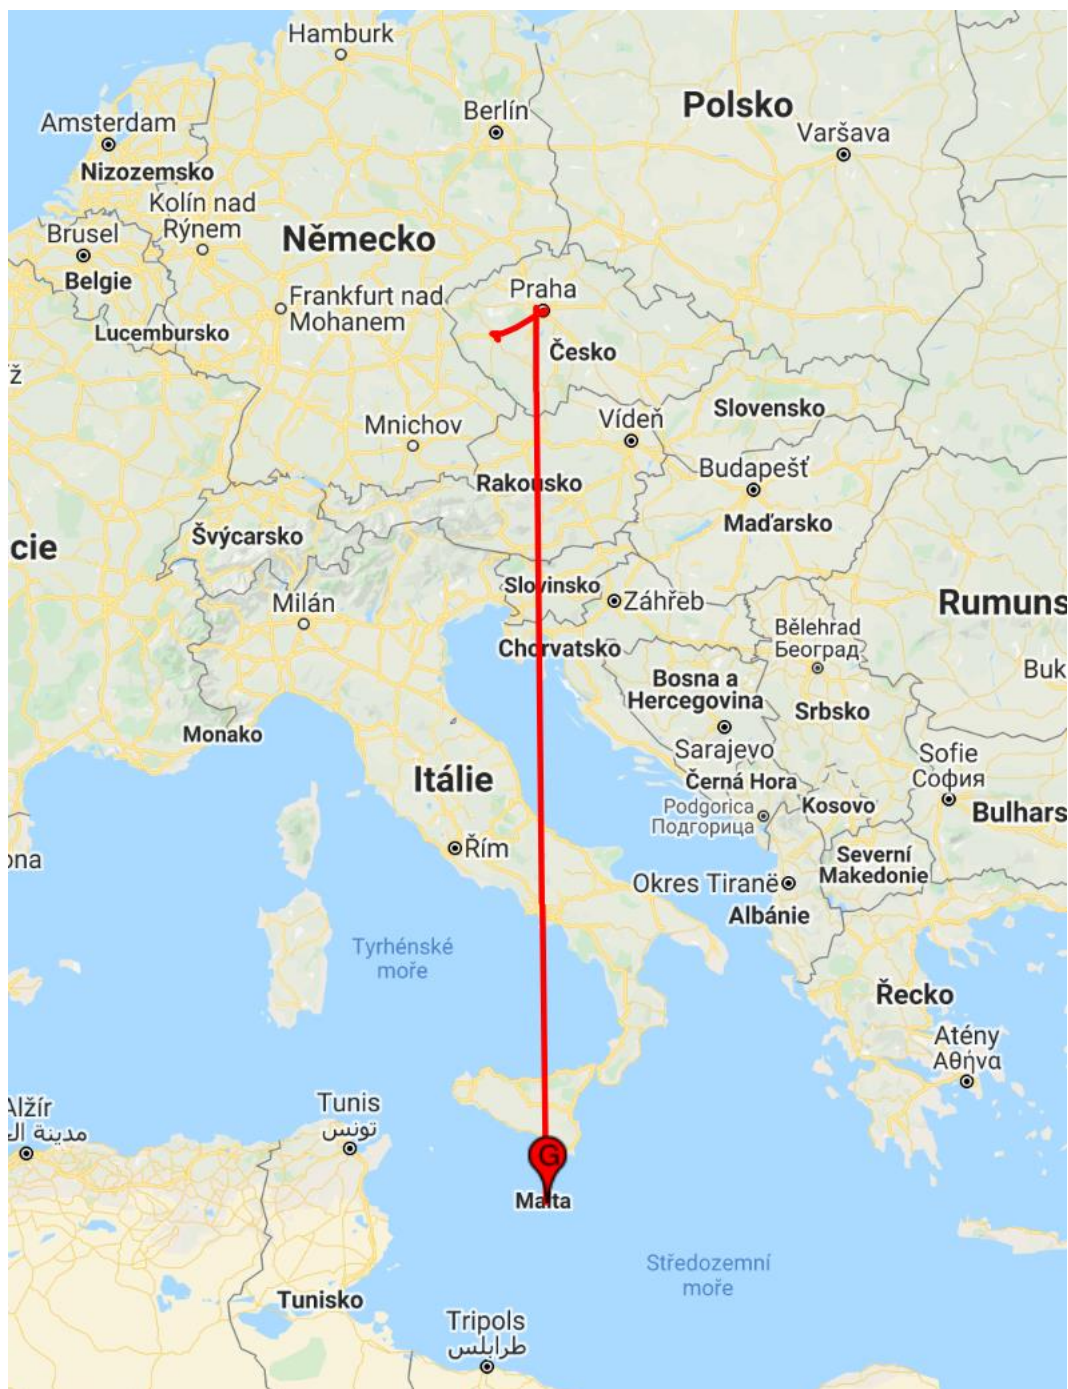 Hamburk
Berlín
Polsko
Varšava
Amsterdam
Nizozemsko
Kolín nad
Rýnem
Německo
Brusel
Belgie
Praha
Frankfurt nad
Mohanem
Lucembursko
Česko
ž
Mnichov
Vídeň
Slovensko
Rakousko
Budapešť
Maďarsko
Švýcarsko
cie
Slovinsko
Milán
Záhřeb
Rumuns
Chorvatsko
Bělehrad
Београд
Buk
Bosna a
Hercegovina
Srbsko
Monako
Sarajevo
Sofie
София
Itálie
Černá Hora
Podgorica
Подгорица
Kosovo
Bulhars
Řím
ona
Severní
Makedonie
Okres Tiranë
Albánie
Tyrhénské
moře
Řecko
Atény
Αθήνα
Alžír
مدينة ال
Tunis
تونس
G
Malta
Středozemní
moře
Tunisko
Tripols
طرابلس